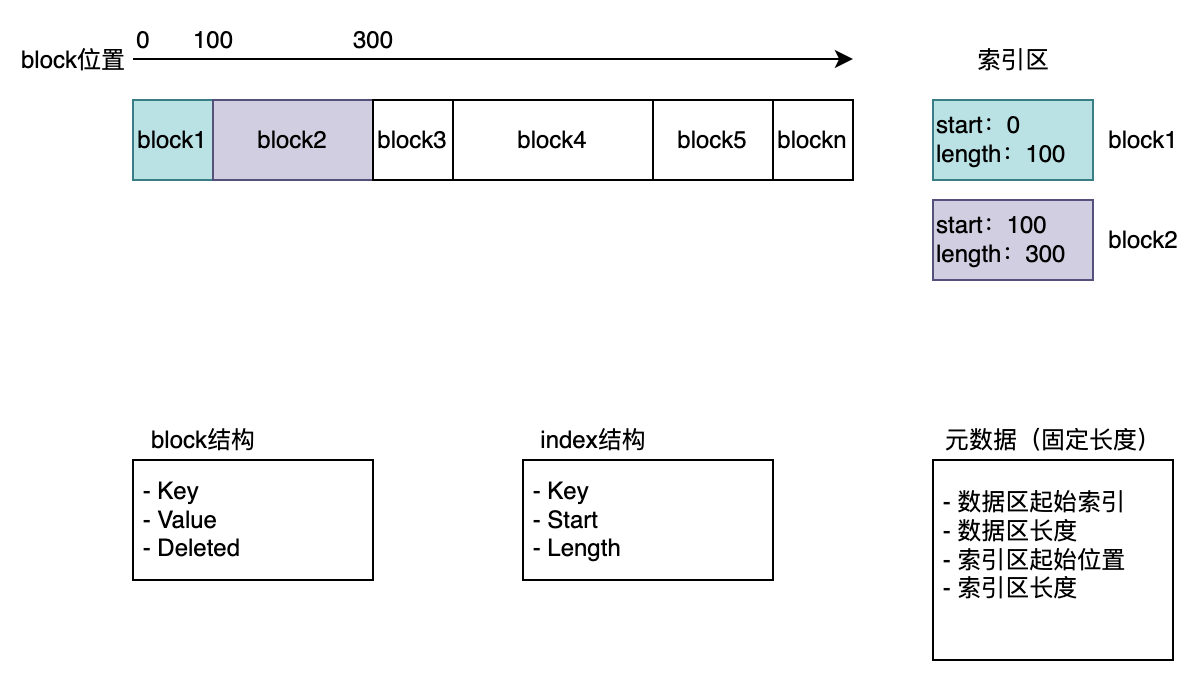 0 100 300
block位置
索引区
block1 block2 block3 block4 block5 blockn
start：0
length：100
block1
start：100
length：300
block2
block结构
- Key
- Value
- Deleted
index结构
- Key
- Start
- Length
元数据（固定长度）
- 数据区起始索引
- 数据区长度
- 索引区起始位置
- 索引区长度